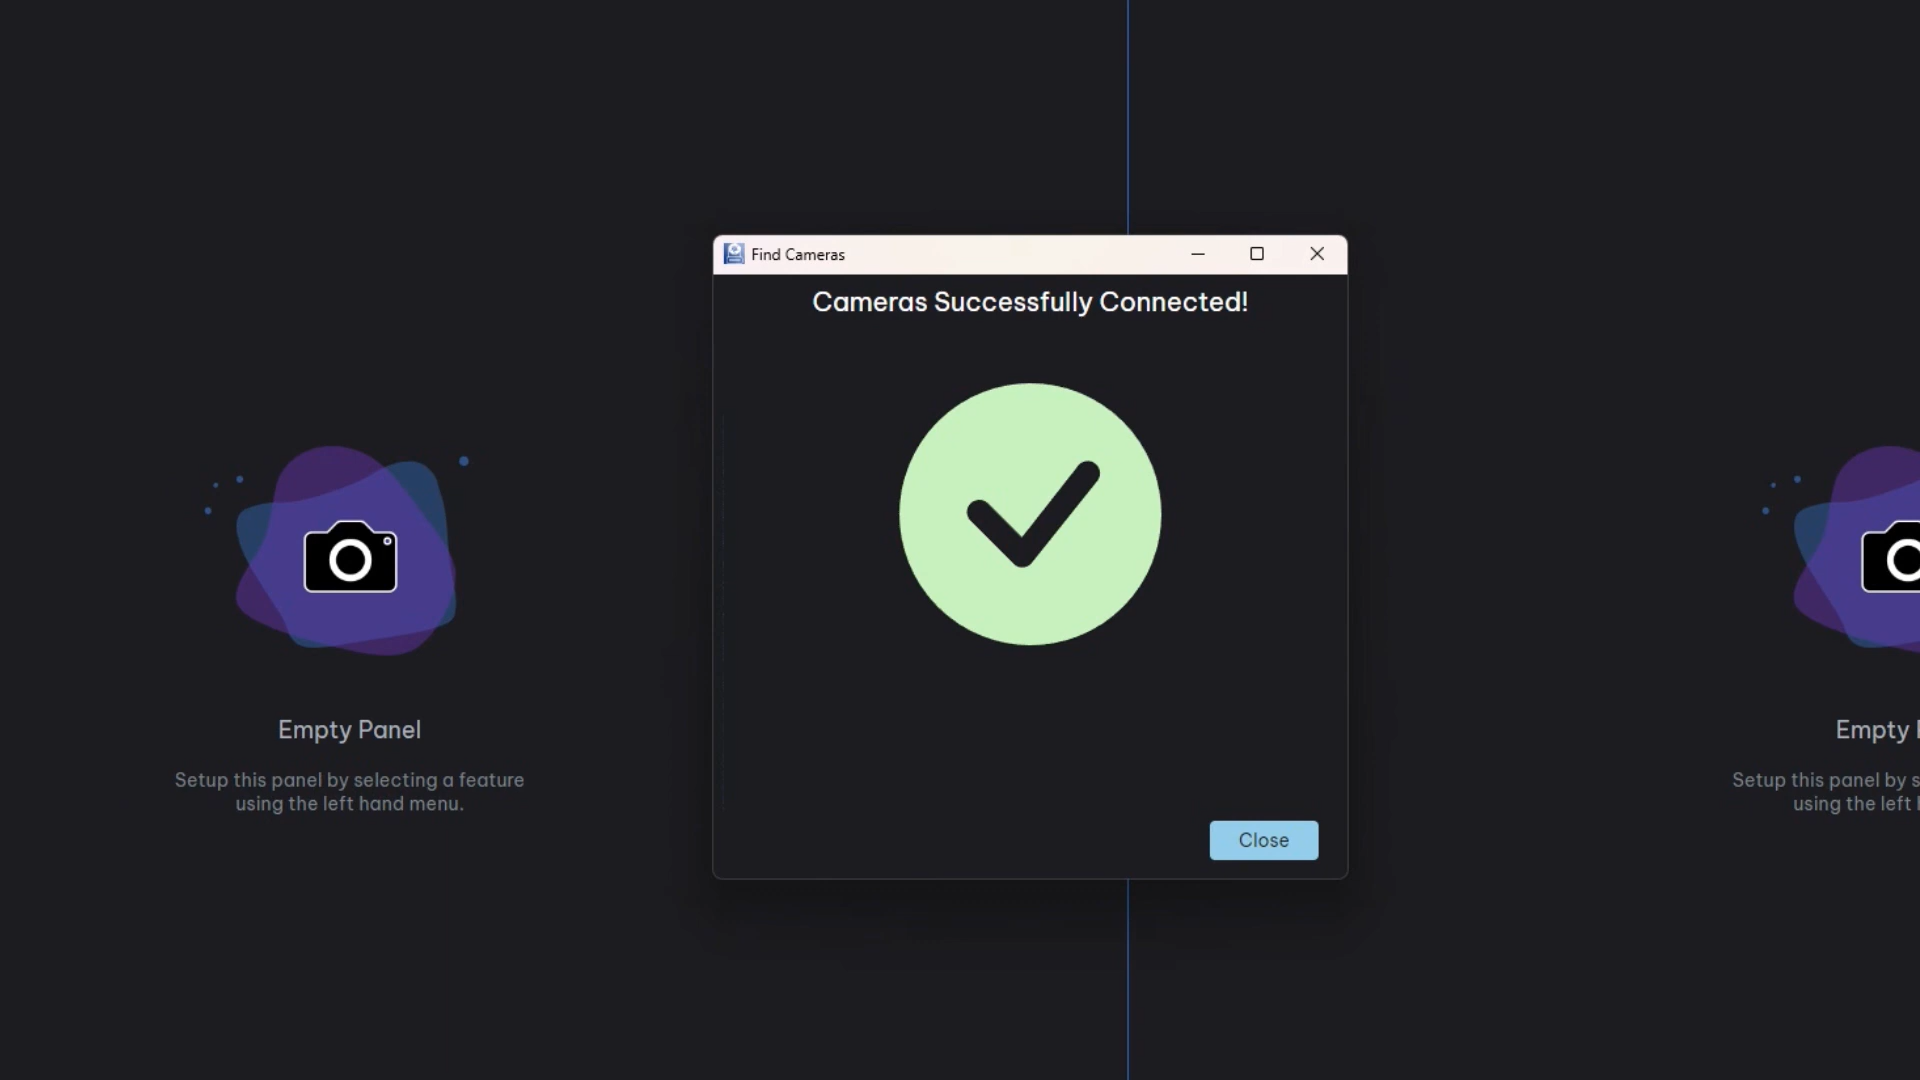 Find Cameras
Cameras Successfully Connected!
Empty Panel
Setup this panel by selecting a feature
using the left hand menu.
Close
Empty
Setup this panel by
using the left